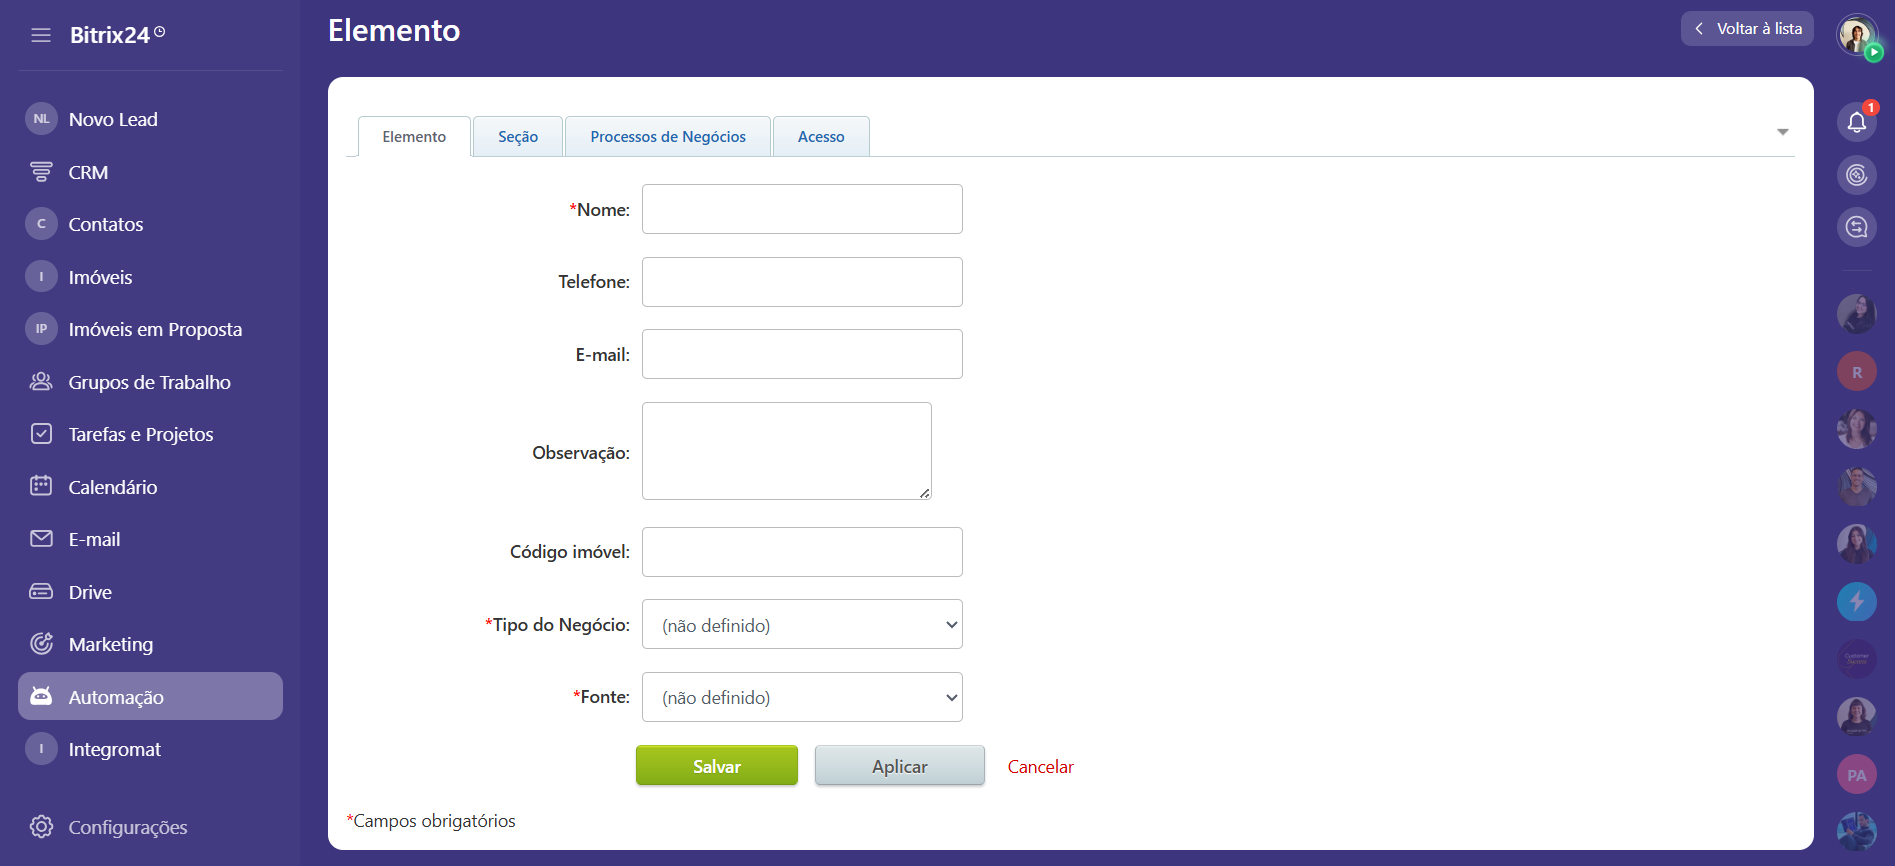 Bitrix24
NL Novo Lead
CRM
C Contatos
I Imóveis
IP Imóveis em Proposta
Grupos de Trabalho
Tarefas e Projetos
Calendário
E-mail
Drive
Marketing
Automação
I Integromat
Configurações
Elemento
Voltar à lista
Elemento Seção Processos de Negócios Acesso
*Nome:
Telefone:
E-mail:
Observação:
Código imóvel:
*Tipo do Negócio: (não definido)
*Fonte: (não definido)
Salvar Aplicar Cancelar
*Campos obrigatórios
1
R
Customer
PA